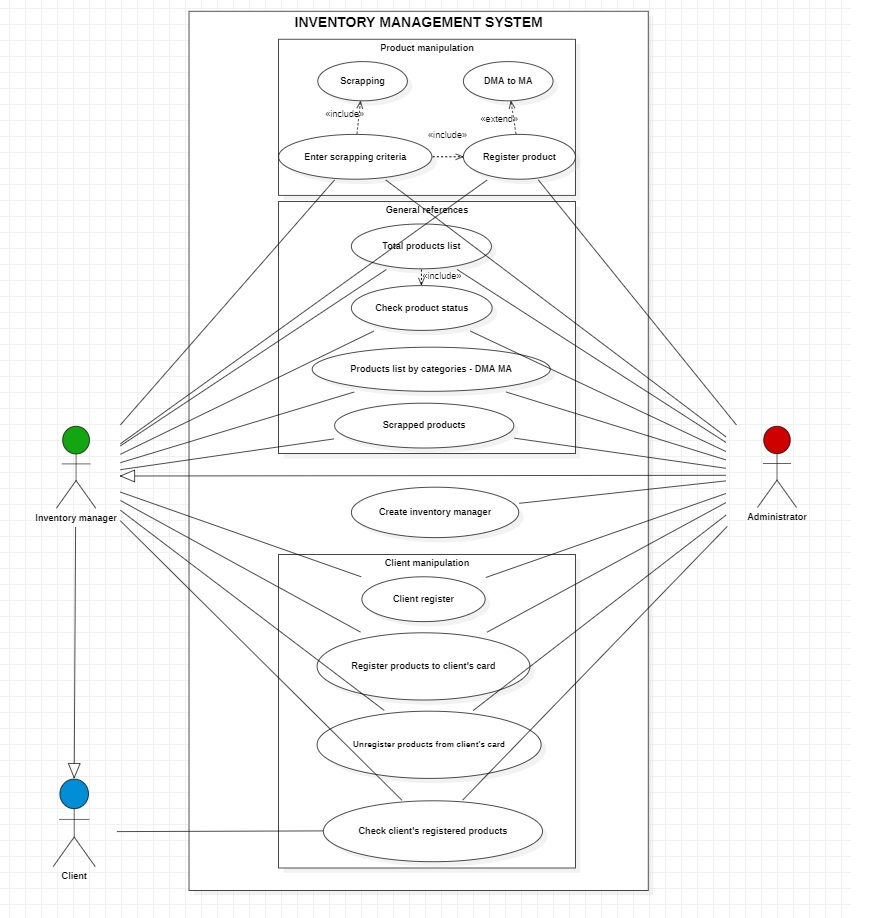 INVENTORY MANAGEMENT SYSTEM
Product manipulation
Scrapping
DMA to MA
«include»
«extend»
«include»
Enter scrapping criteria
Register product
General references
Total products list
«include»
Check product status
Products list by categories - DMA MA
Scrapped products
Inventory manager
Create inventory manager
Administrator
Client manipulation
Client register
Register products to client's card
Unregister products from client's card
Check client's registered products
Client